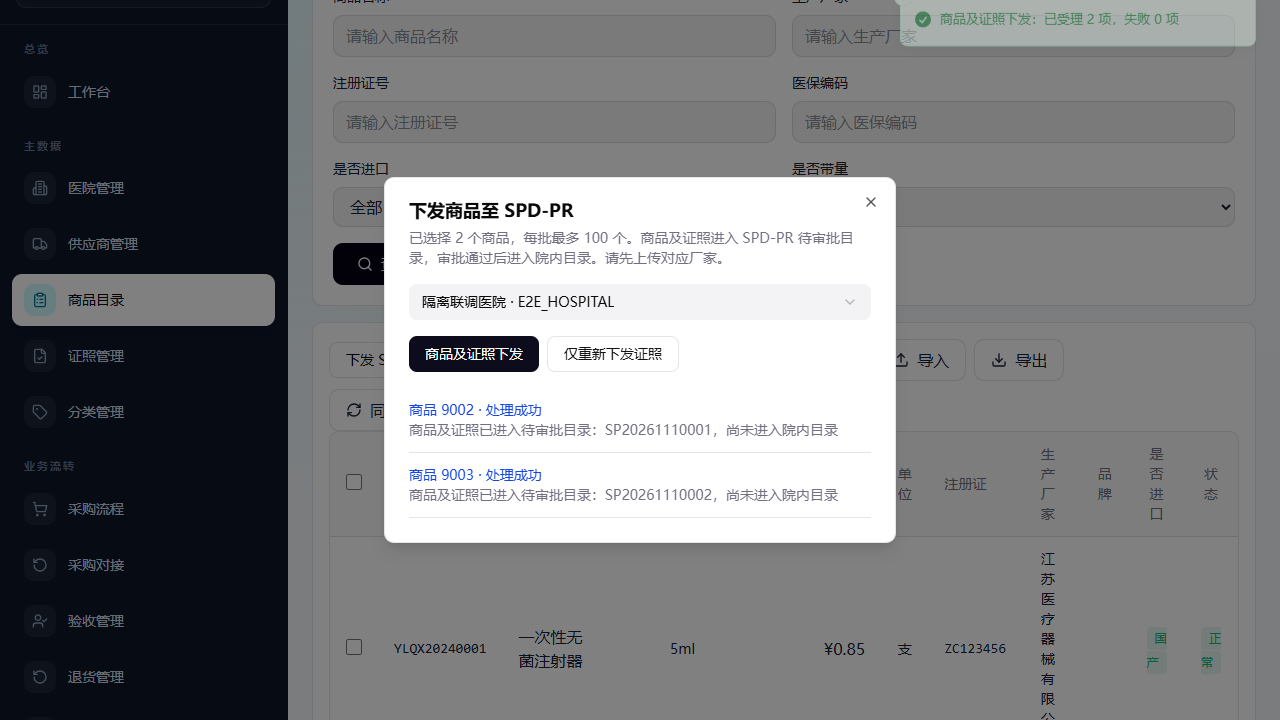 总览
工作台
主数据
医院管理
供应商管理
商品目录
证照管理
分类管理
业务流转
采购流程
采购对接
验收管理
退货管理
商品及证照下发：已受理 2 项，失败 0 项
请输入商品名称
请输入生产厂家
注册证号
医保编码
请输入注册证号
请输入医保编码
是否进口
是否带量
全部
下发商品至 SPD-PR
已选择 2 个商品，每批最多 100 个。商品及证照进入 SPD-PR 待审批目
录，审批通过后进入院内目录。请先上传对应厂家。
隔离联调医院 · E2E_HOSPITAL
商品及证照下发
仅重新下发证照
商品 9002 · 处理成功
商品及证照已进入待审批目录：SP20261110001，尚未进入院内目录
商品 9003 · 处理成功
商品及证照已进入待审批目录：SP20261110002，尚未进入院内目录
下发 S
导入
导出
同
单位
注册证
生产厂家
品牌
是否进口
状态
YLQX20240001
一次性无
菌注射器
5ml
¥0.85
支
ZC123456
江苏医疗器械有限
国产
正常